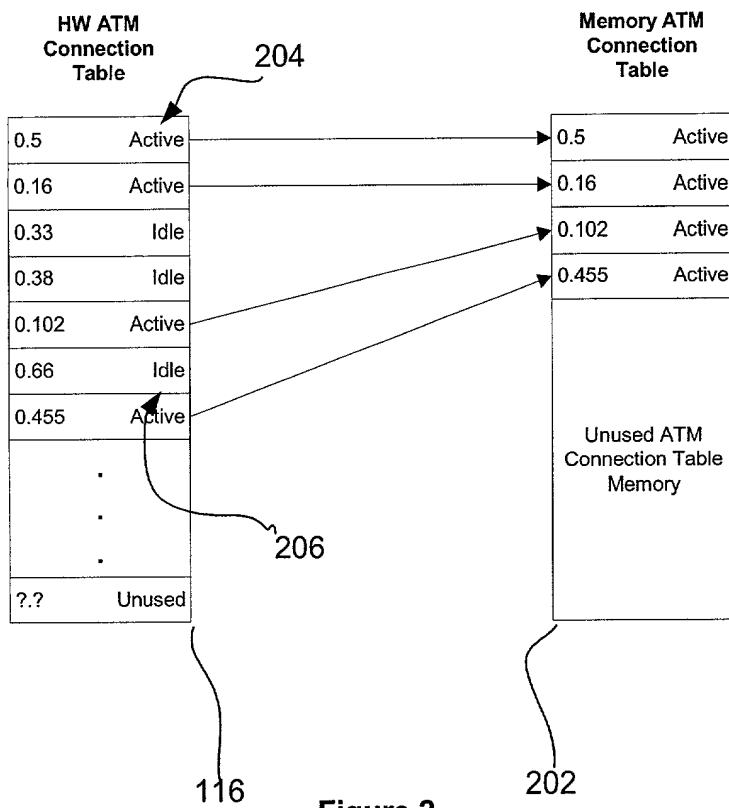 HW ATM
Connection
Table
204
Memory ATM
Connection
Table
0.5 Active
0.16 Active
0.33 Idle
0.38 Idle
0.102 Active
0.66 Idle
0.455 Active
.
.
.
?.? Unused
0.5 Active
0.16 Active
0.102 Active
0.455 Active
Unused ATM
Connection Table
Memory
206
116
202
Figure 2